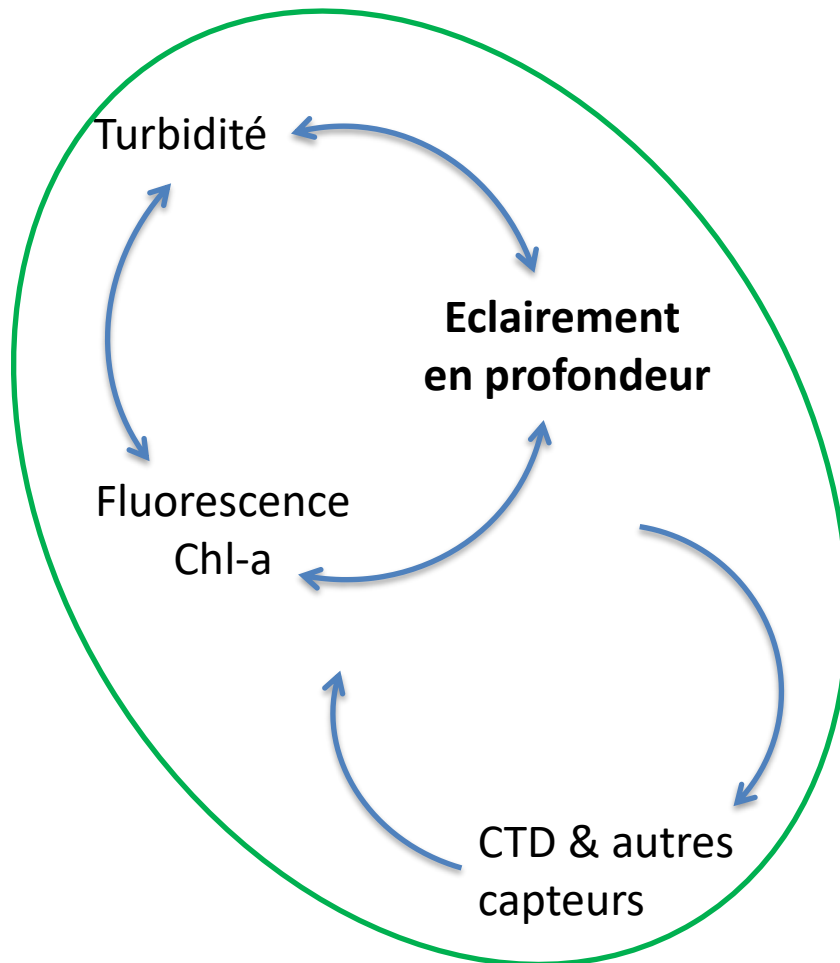 Turbidité
Eclairement
en profondeur
Fluorescence
Chl-a
CTD & autres
capteurs